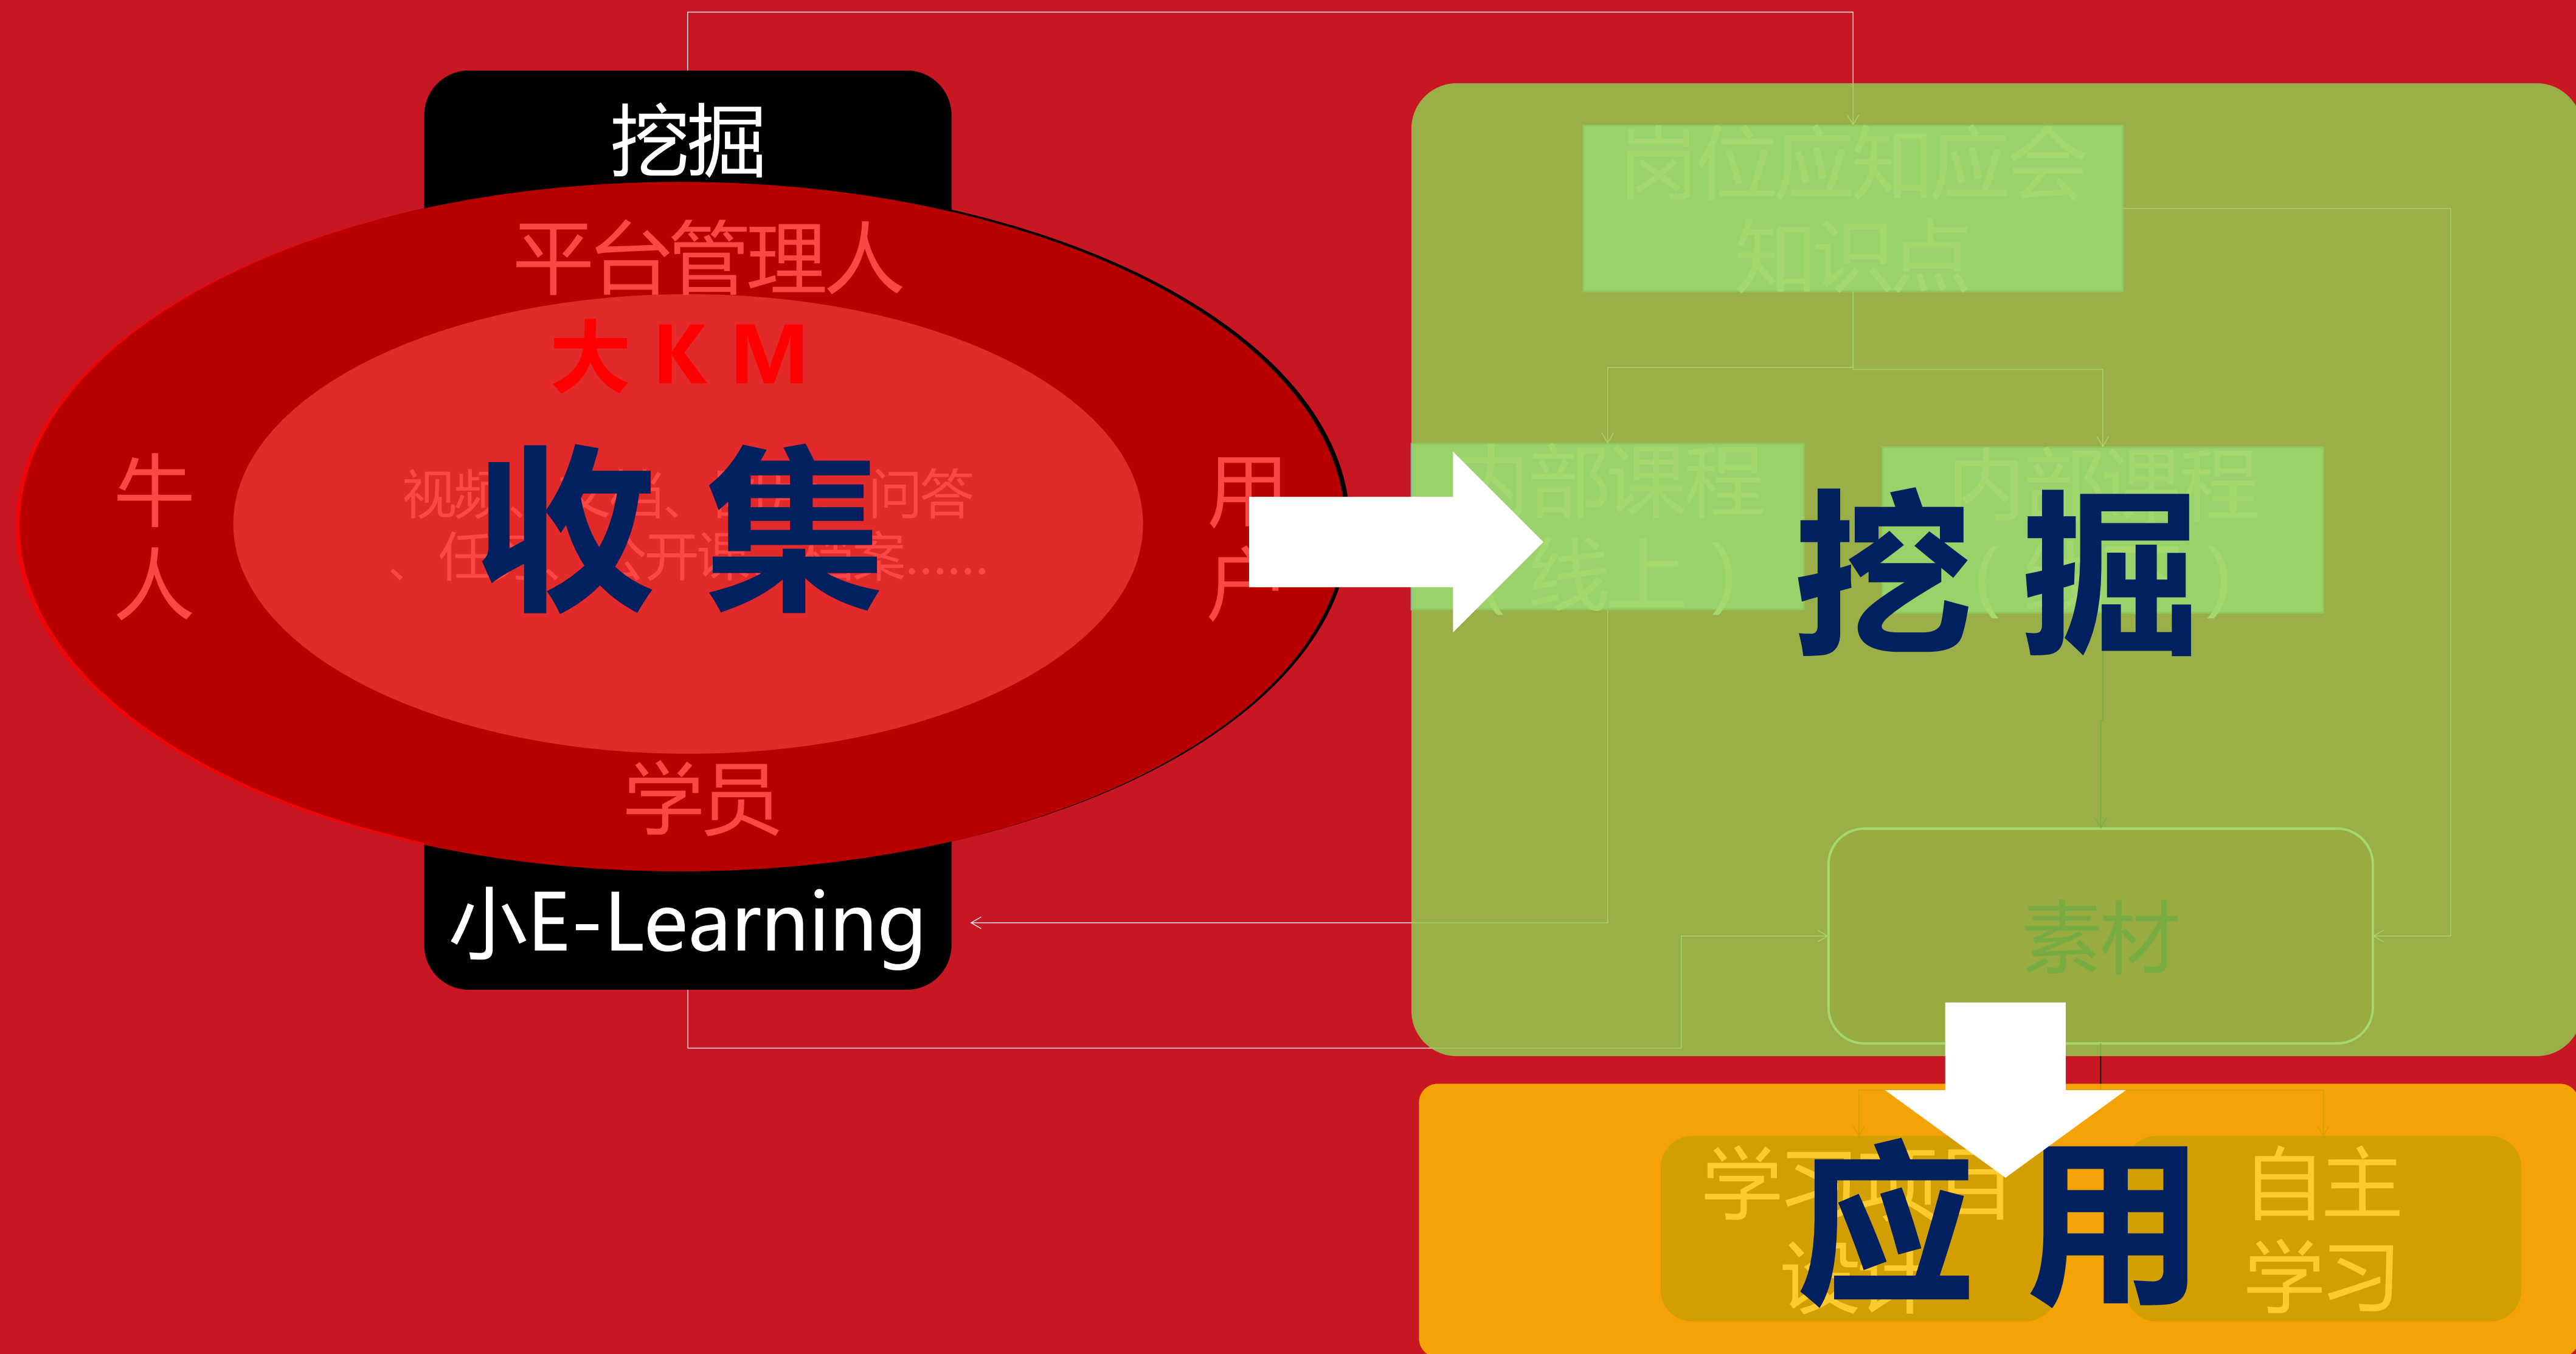 挖掘
平台管理人
大 K M
牛
人
收 集
视频、 、 问答
、任 、 开课 案……
用
户
学员
小E-Learning
岗位应知应会
知识点
内部课程
（线上）
内部课程
挖 掘
素材
学习项目
设计
应 用
自主
学习